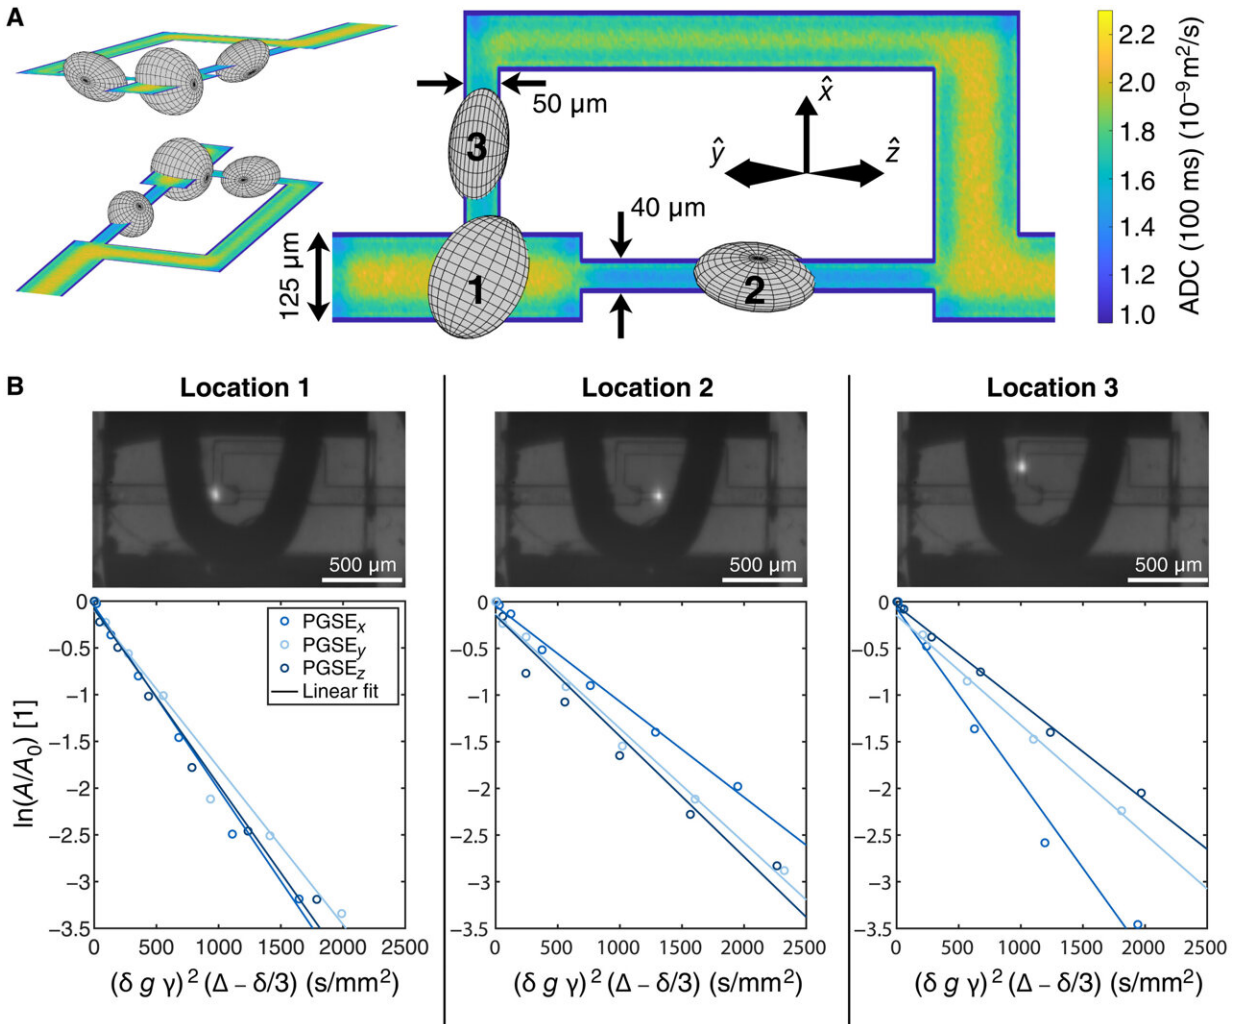 A
50 µm
40 µm
125 µm
1
2
3
x̂
ŷ
ẑ
2.2
2.0
1.8
1.6
1.4
1.2
1.0
ADC (100 ms) (10⁻⁹m²/s)
B
Location 1
Location 2
Location 3
500 µm
500 µm
500 µm
PGSEₓ
PGSEy
PGSEz
Linear fit
ln(A/A₀) [1]
0
−0.5
−1
−1.5
−2
−2.5
−3
−3.5
0 500 1000 1500 2000 2500
(δ g γ)² (Δ – δ/3) (s/mm²)
0
−0.5
−1
−1.5
−2
−2.5
−3
−3.5
0 500 1000 1500 2000 2500
(δ g γ)² (Δ – δ/3) (s/mm²)
0
−0.5
−1
−1.5
−2
−2.5
−3
−3.5
0 500 1000 1500 2000 2500
(δ g γ)² (Δ – δ/3) (s/mm²)